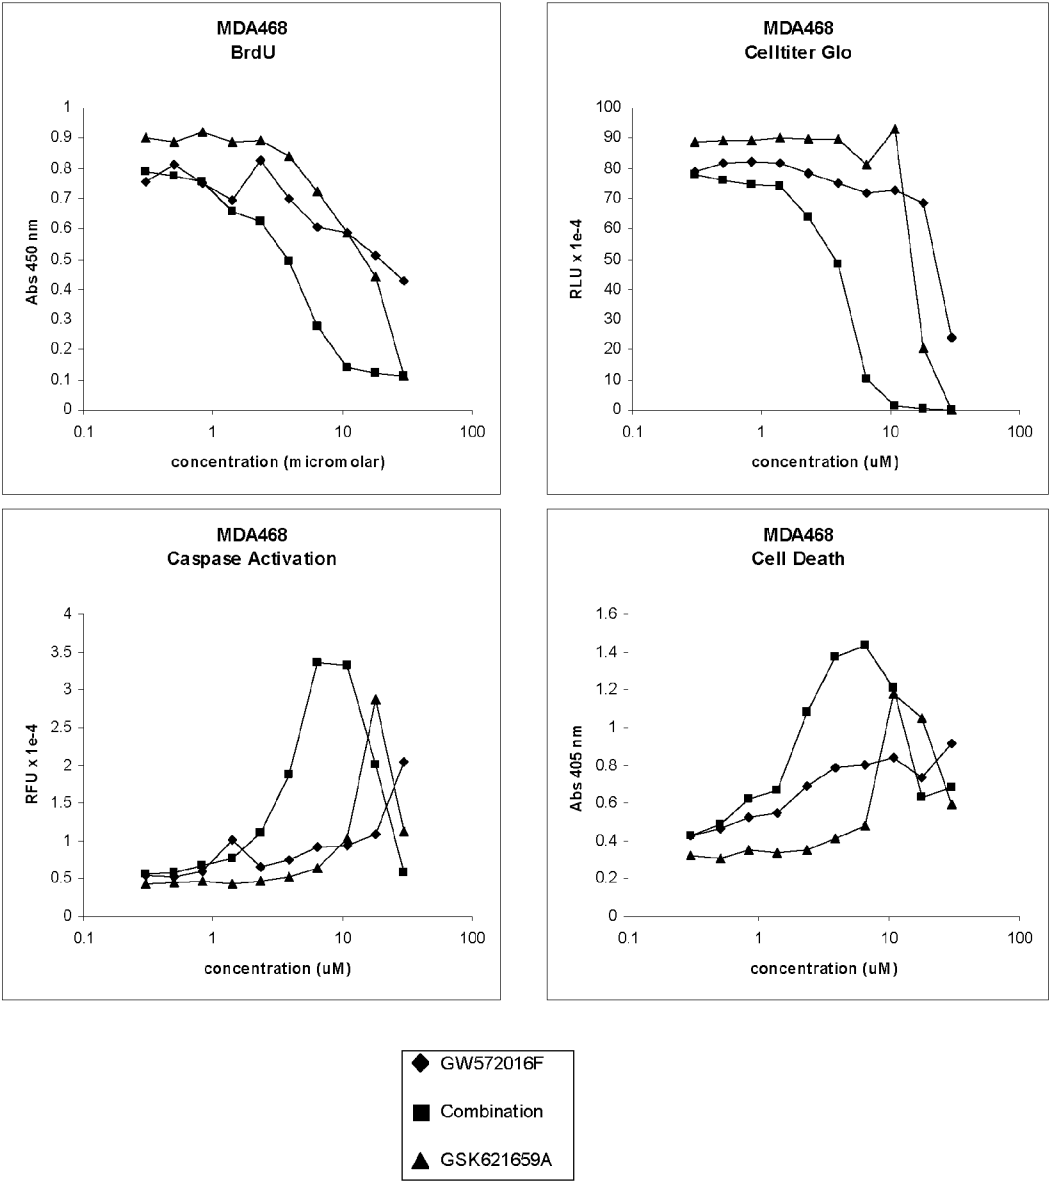 MDA468
BrdU
1
0.9
0.8
0.7
0.6
0.5
0.4
0.3
0.2
0.1
0
Abs 450 nm
0.1 1 10 100
concentration (micromolar)
MDA468
Celltiter Glo
100
90
80
70
60
50
40
30
20
10
0
RLU x 1e-4
0.1 1 10 100
concentration (uM)
MDA468
Caspase Activation
4
3.5
3
2.5
2
1.5
1
0.5
0
RFU x 1e-4
0.1 1 10 100
concentration (uM)
MDA468
Cell Death
1.6
1.4
1.2
1
0.8
0.6
0.4
0.2
0
Abs 405 nm
0.1 1 10 100
concentration (uM)
GW572016F
Combination
GSK621659A